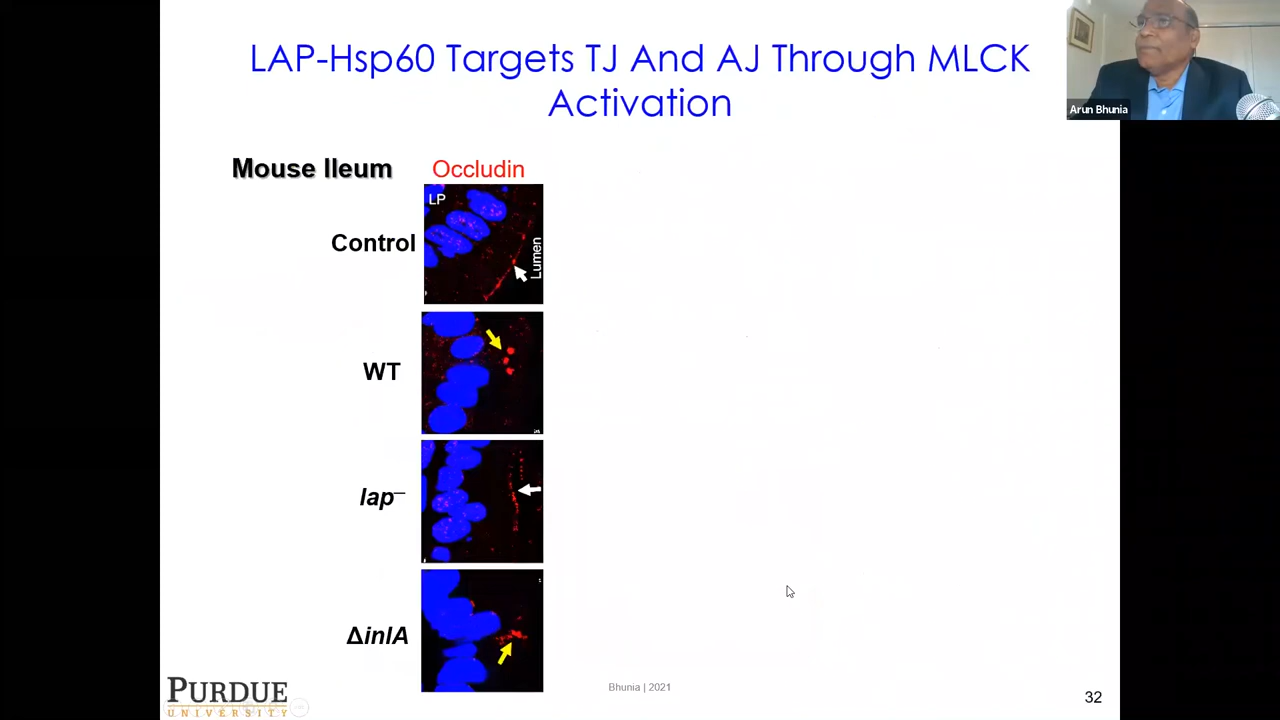 LAP-Hsp60 Targets TJ And AJ Through MLCK
Activation
Arun Bhunia
Mouse Ileum
Occludin
LP
Control
Lumen
WT
lap–
ΔinlA
PURDUE
UNIVERSITY
Bhunia | 2021
32